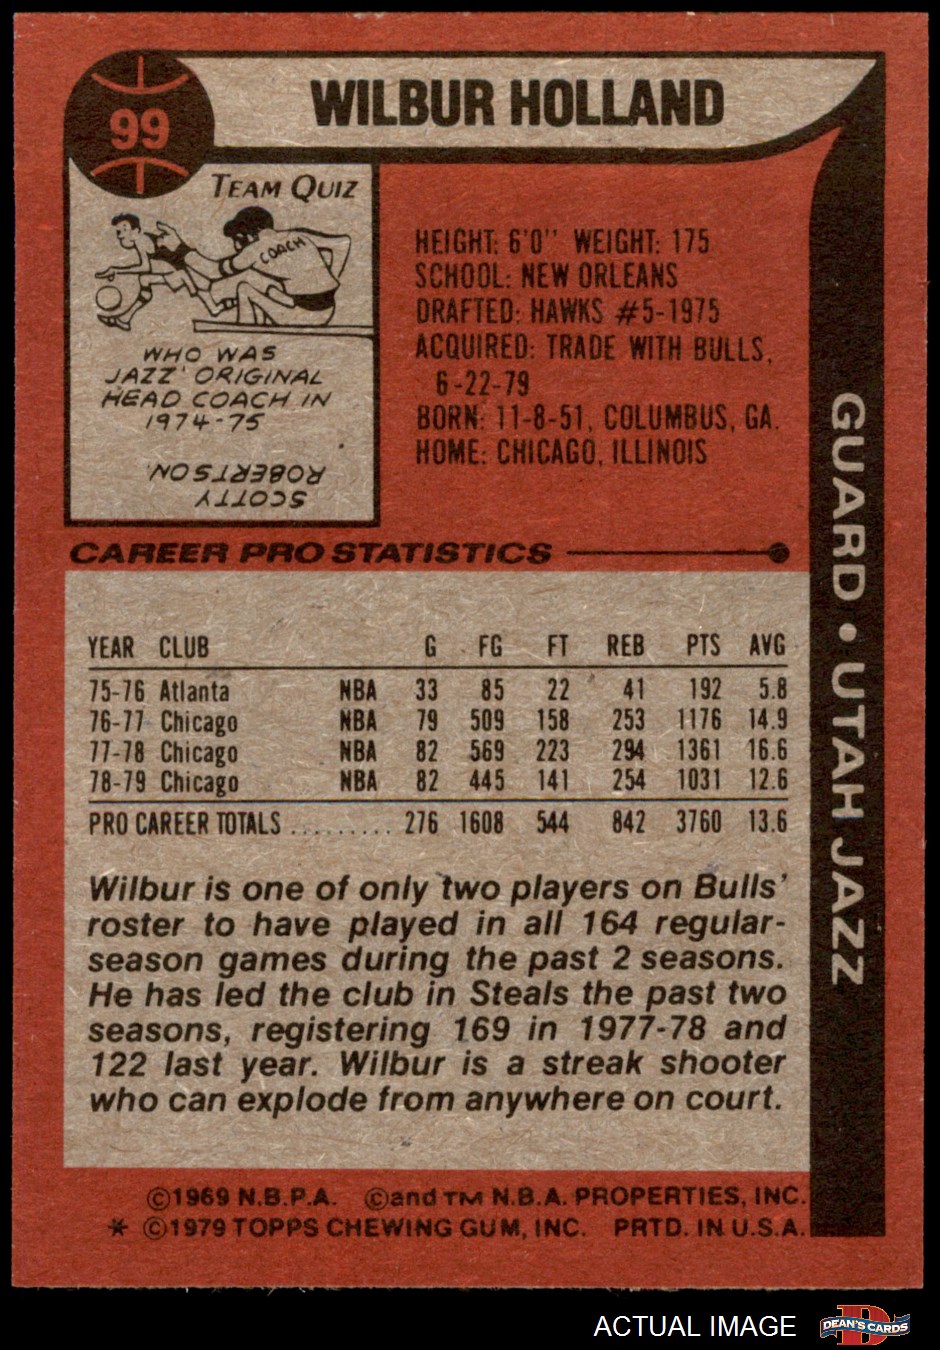 99
WILBUR HOLLAND
TEAM QUIZ
COACH
WHO WAS
JAZZ' ORIGINAL
HEAD COACH IN
1974-75
SCOTTY
ROBERTSON
HEIGHT: 6'0" WEIGHT: 175
SCHOOL: NEW ORLEANS
DRAFTED: HAWKS #5-1975
ACQUIRED: TRADE WITH BULLS,
6-22-79
BORN: 11-8-51, COLUMBUS, GA.
HOME: CHICAGO, ILLINOIS
GUARD • UTAH JAZZ
CAREER PRO STATISTICS
YEAR CLUB G FG FT REB PTS AVG
75-76 Atlanta NBA 33 85 22 41 192 5.8
76-77 Chicago NBA 79 509 158 253 1176 14.9
77-78 Chicago NBA 82 569 223 294 1361 16.6
78-79 Chicago NBA 82 445 141 254 1031 12.6
PRO CAREER TOTALS ......... 276 1608 544 842 3760 13.6
Wilbur is one of only two players on Bulls'
roster to have played in all 164 regular-
season games during the past 2 seasons.
He has led the club in Steals the past two
seasons, registering 169 in 1977-78 and
122 last year. Wilbur is a streak shooter
who can explode from anywhere on court.
©1969 N.B.P.A. ©and TM N.B.A. PROPERTIES, INC.
* ©1979 TOPPS CHEWING GUM, INC. PRTD. IN U.S.A.
ACTUAL IMAGE
D
DEAN'S CARDS